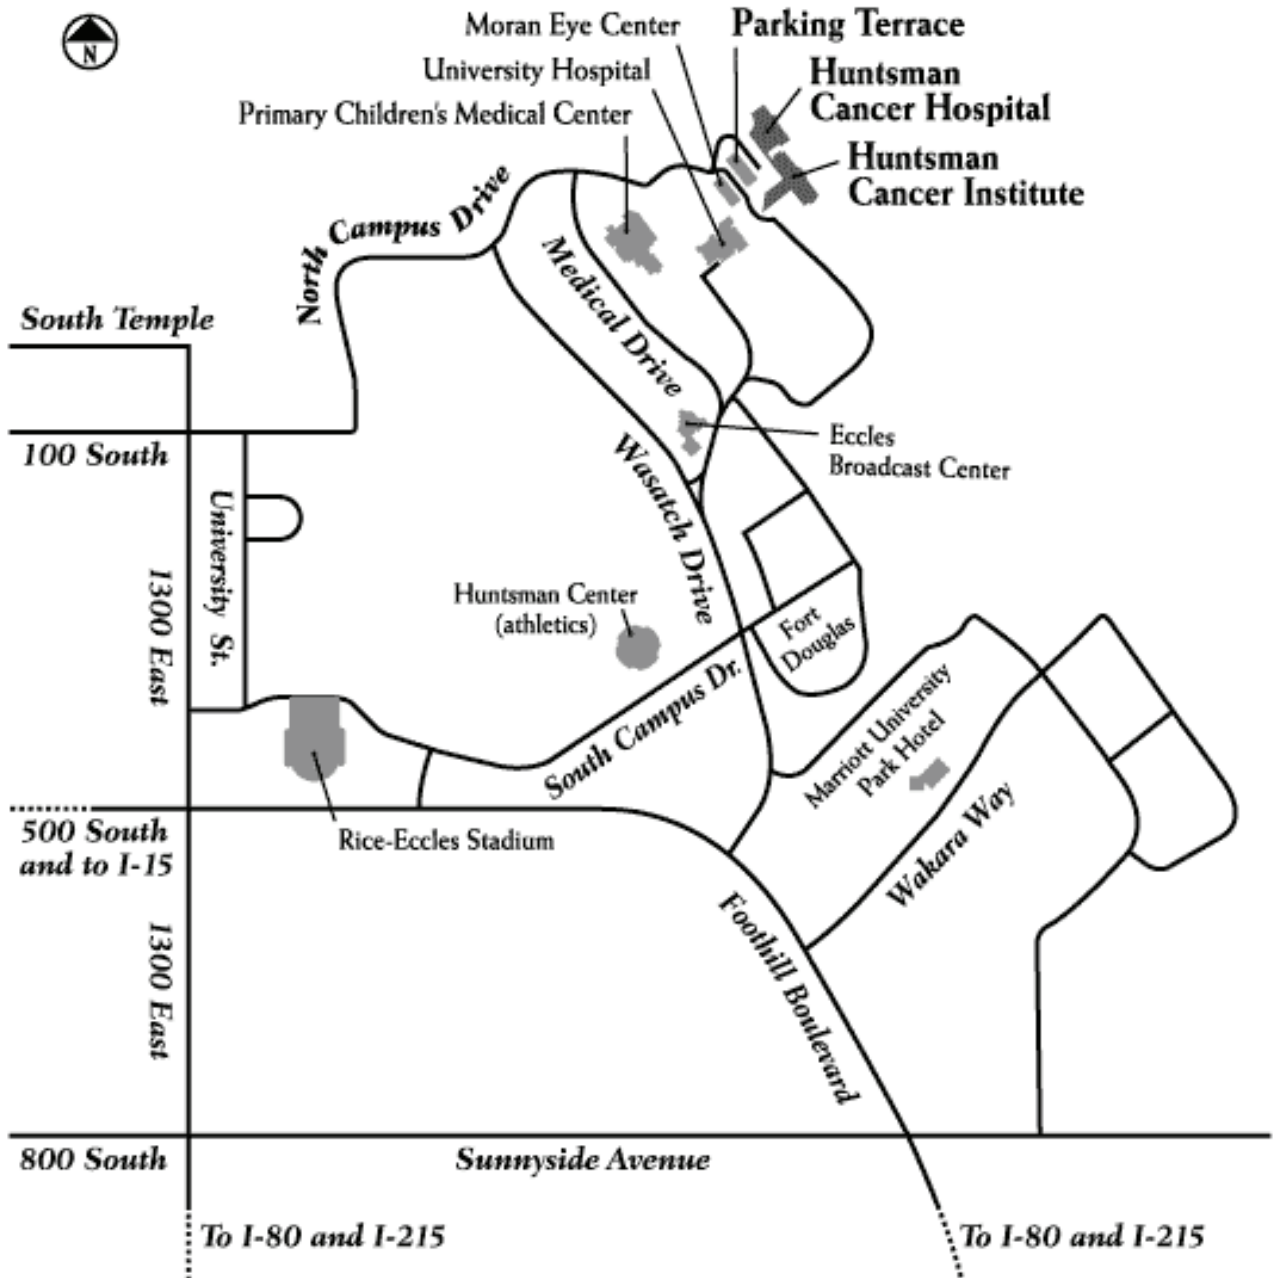 N
Moran Eye Center
Parking Terrace
University Hospital
Huntsman
Cancer Hospital
Primary Children's Medical Center
Huntsman
Cancer Institute
North Campus Drive
Medical Drive
South Temple
100 South
Eccles
Broadcast Center
Wasatch Drive
University St.
1300 East
Huntsman Center
(athletics)
Fort
Douglas
South Campus Dr.
Marriott University
Park Hotel
Wakara Way
500 South
and to I-15
Rice-Eccles Stadium
1300 East
Foothill Boulevard
800 South
Sunnyside Avenue
To I-80 and I-215
To I-80 and I-215